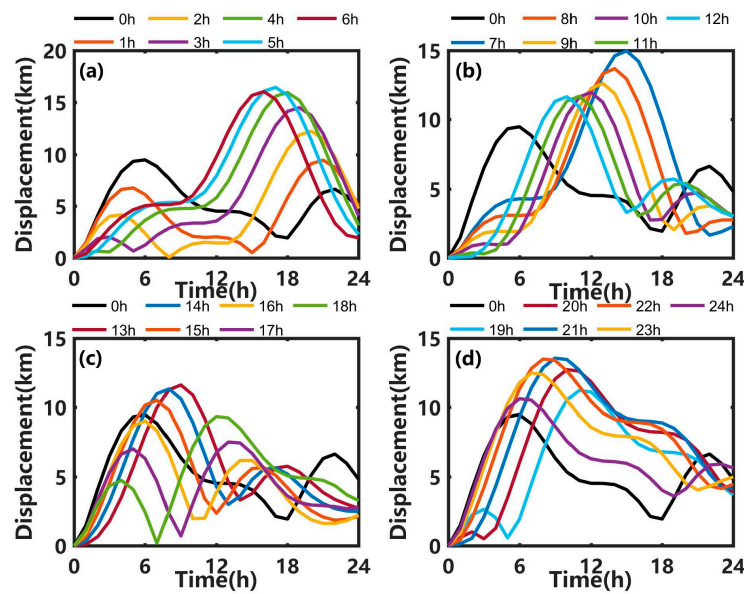 0h 2h 4h 6h
1h 3h 5h
0h 8h 10h 12h
7h 9h 11h
(a)
20
15
10
5
0
0 6 12 18 24
Displacement(km)
Time(h)
(b)
15
10
5
0
0 6 12 18 24
Displacement(km)
Time(h)
0h 14h 16h 18h
13h 15h 17h
0h 20h 22h 24h
19h 21h 23h
(c)
15
10
5
0
0 6 12 18 24
Displacement(km)
Time(h)
(d)
15
10
5
0
0 6 12 18 24
Displacement(km)
Time(h)